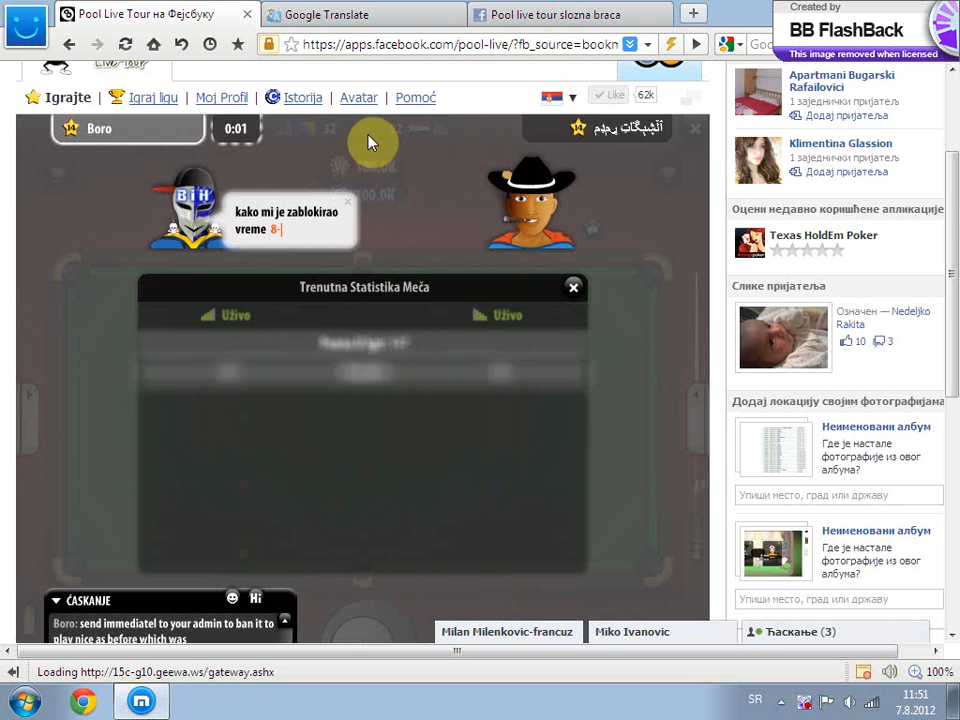 Pool Live Tour на Фејсбуку
Google Translate
Pool live tour slozna braca
Created by
BB FlashBack
This image removed when licensed
https://apps.facebook.com/pool-live/?fb_source=bookm
Igrajte | Igraj ligu | Moj Profil | Istorija | Avatar | Pomoć
Like 62k
Boro
0:01
14
kako mi je zablokirao
vreme 8-|
BiH
Trenutna Statistika Meča
Uživo
Uživo
ĆASKANJE
Hi
Boro: send immediatel to your admin to ban it to
play nice as before which was
Milan Milenkovic-francuz
Miko Ivanovic
Ћаскање (3)
Apartmani Bugarski
Rafailovici
1 заједнички пријатељ
Додај пријатеља
Klimentina Glassion
1 заједнички пријатељ
Додај пријатеља
Оцени недавно коришћене апликације
Texas HoldEm Poker
Слике пријатеља
Означен — Nedeljko
Rakita
10 3
Додај локацију својим фотографијама
Неименовани албум
Где је настале
фотографије из овог
албума?
Упиши место, град или државу
Неименовани албум
Где је настале
фотографије из овог
албума?
Упиши место, град или државу
Loading http://15c-g10.geewa.ws/gateway.ashx
100%
SR
11:51
7.8.2012